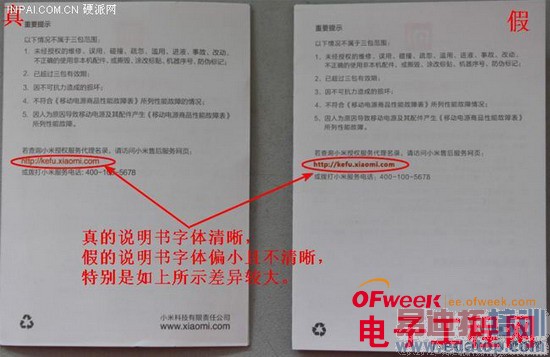 INPAI.COM.CN 硬派网
真
重要提示
以下情况不属于三包范围：
1. 未经授权的维修、误用、碰撞、疏忽、滥用、进液、事故、改动、
不正确的使用非本机配件，或撕毁、涂改标贴、机器序号、防伪标记；
2. 已超过三包有效期；
3. 因不可抗力造成的损坏；
4. 不符合《移动电源商品性能故障表》所列性能故障的情况；
5. 因人为原因导致移动电源及其配件产生《移动电源商品性能故障表》
所列性能故障。
若查询小米授权服务代理名录，请访问小米售后服务网页：
http://kefu.xiaomi.com
或拨打小米服务电话：400-100-5678
小米科技有限责任公司
www.xiaomi.com
假
重要提示
以下情况不属于三包范围：
1. 未经授权的维修、误用、碰撞、疏忽、滥用、进液、事故、改动、
不正确的使用非本机配件，或撕毁、涂改标贴、机器序号、防伪标记；
2. 已超过三包有效期；
3. 因不可抗力造成的损坏；
4. 不符合《移动电源商品性能故障表》所列性能故障的情况；
5. 因人为原因导致移动电源及其配件产生《移动电源商品性能故障表》
所列性能故障。
若查询小米授权服务代理名录，请访问小米售后服务网页：
http://kefu.xiaomi.com
或拨打小米服务电话：400-100-5678
真的说明书字体清晰，
假的说明书字体偏小且不清晰，
特别是如上所示差异较大。
OFweek
ee.ofweek.com
电子工程网
易迪拓培训
www.edatop.com